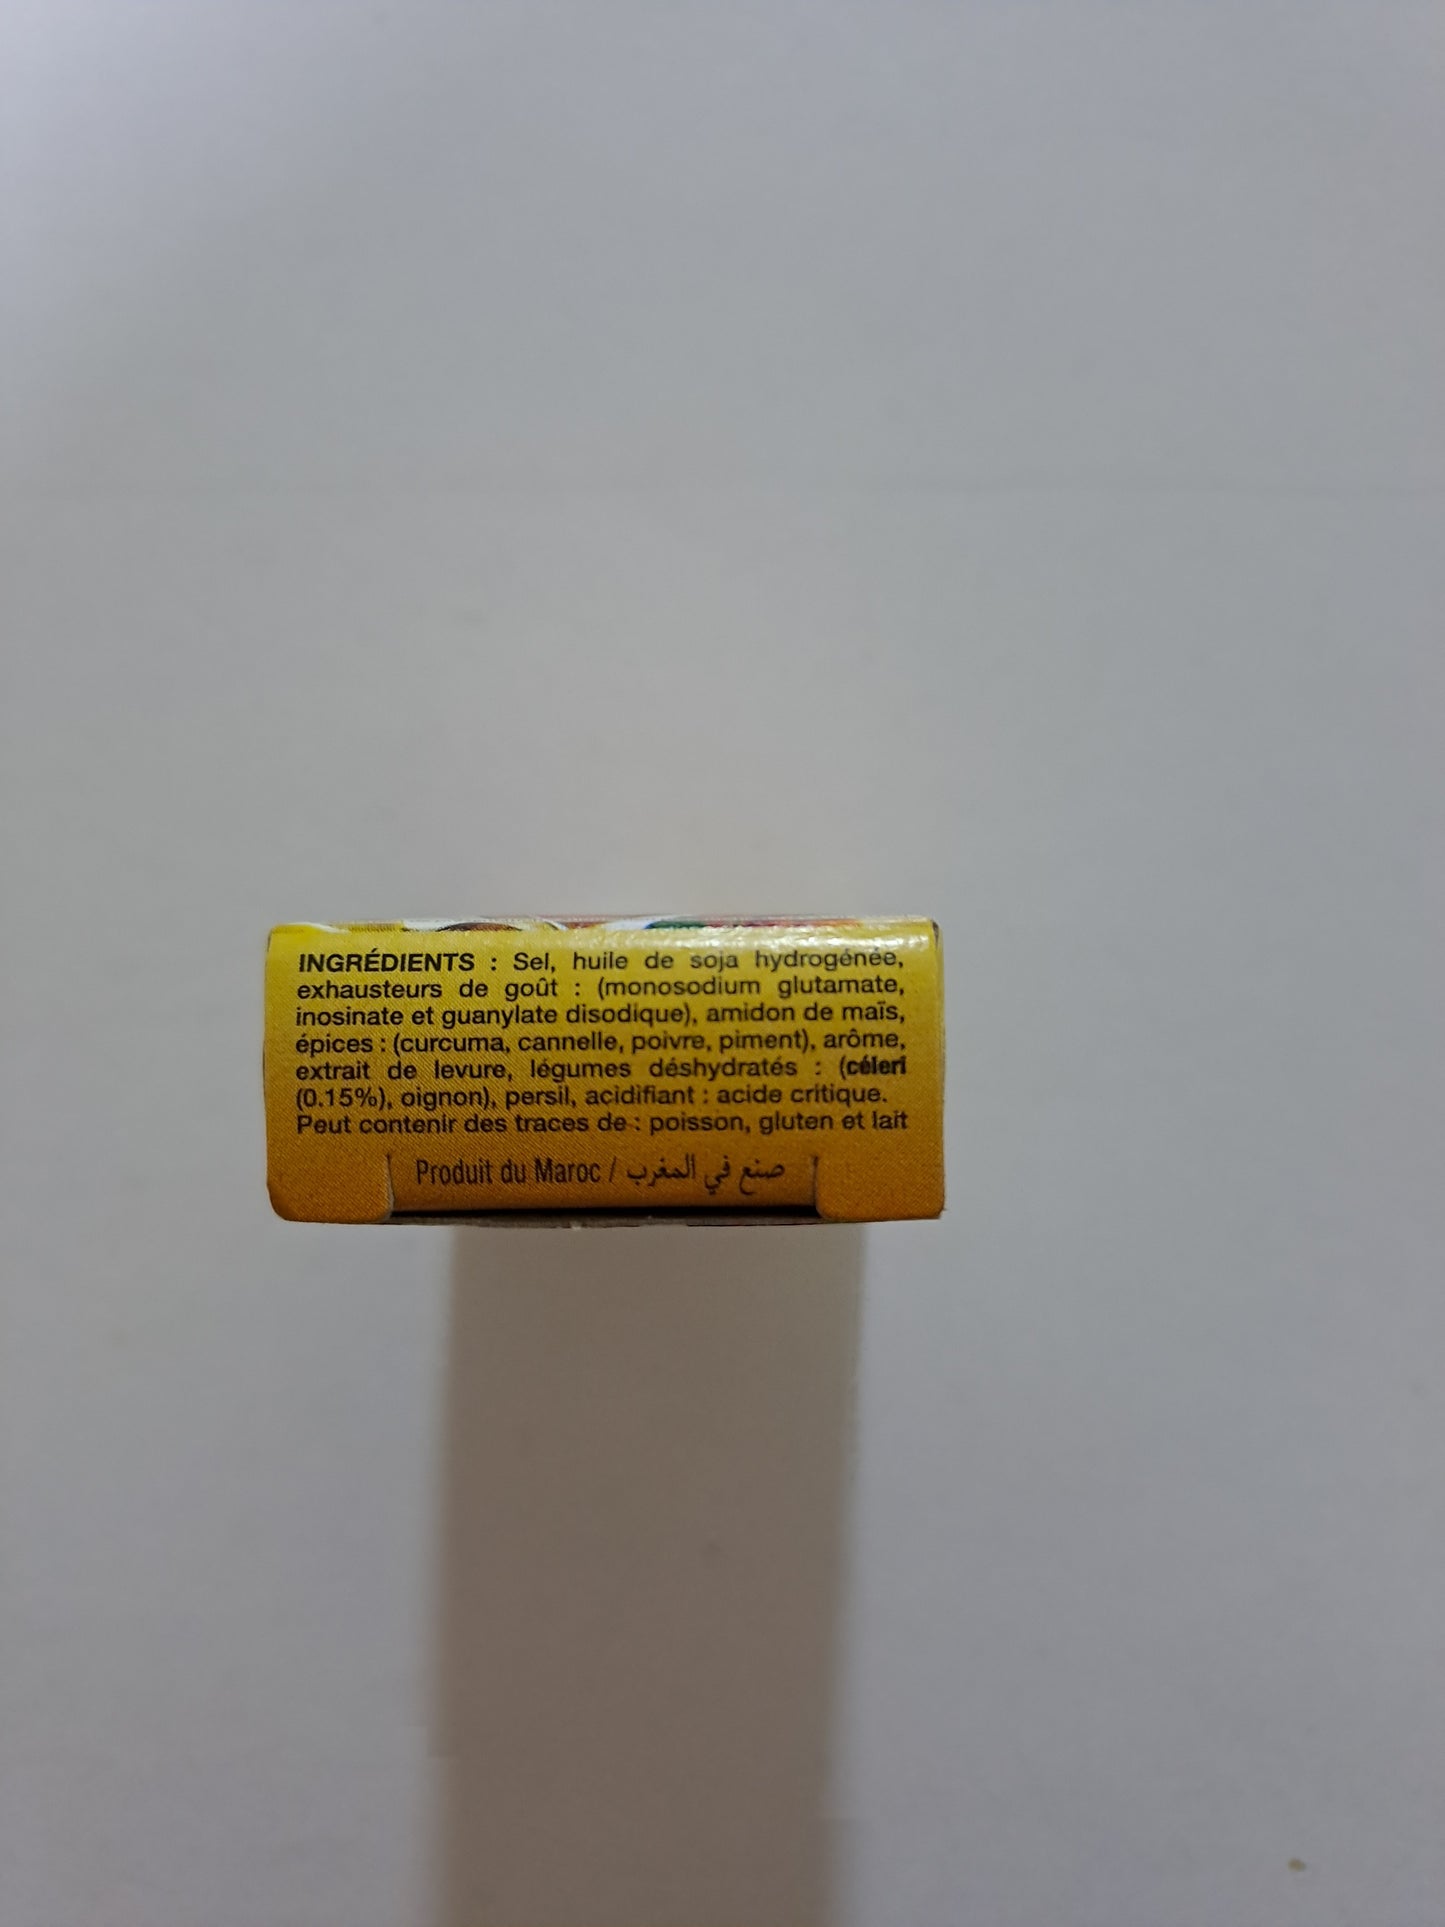 INGRÉDIENTS : Sel, huile de soja hydrogénée,
exhausteurs de goût : (monosodium glutamate,
inosinate et guanylate disodique), amidon de maïs,
épices : (curcuma, cannelle, poivre, piment), arôme,
extrait de levure, légumes déshydratés : (céleri
(0.15%), oignon), persil, acidifiant : acide critique.
Peut contenir des traces de : poisson, gluten et lait
Produit du Maroc / صنع في المغرب